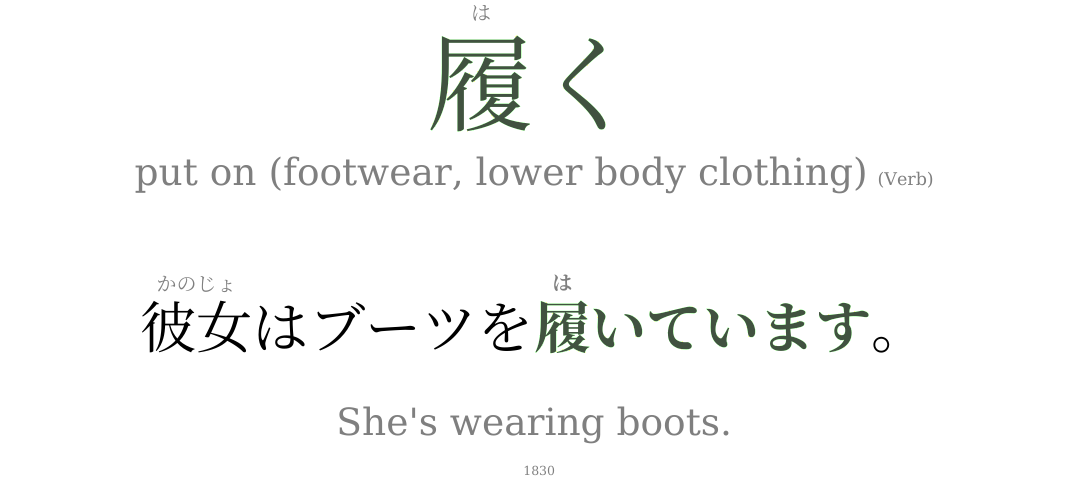 は
履く
put on (footwear, lower body clothing) (Verb)
かのじょ は
彼女はブーツを履いています。
She's wearing boots.
1830